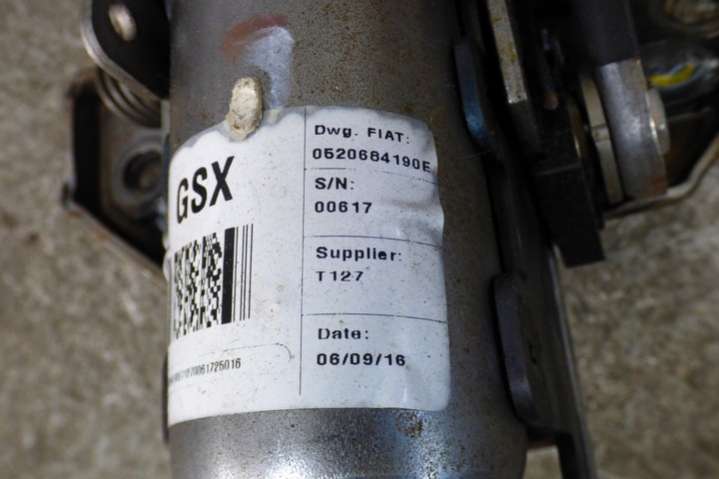 GSX
Dwg. FIAT:
0520684190E
S/N:
00617
Supplier:
T127
Date:
06/09/16